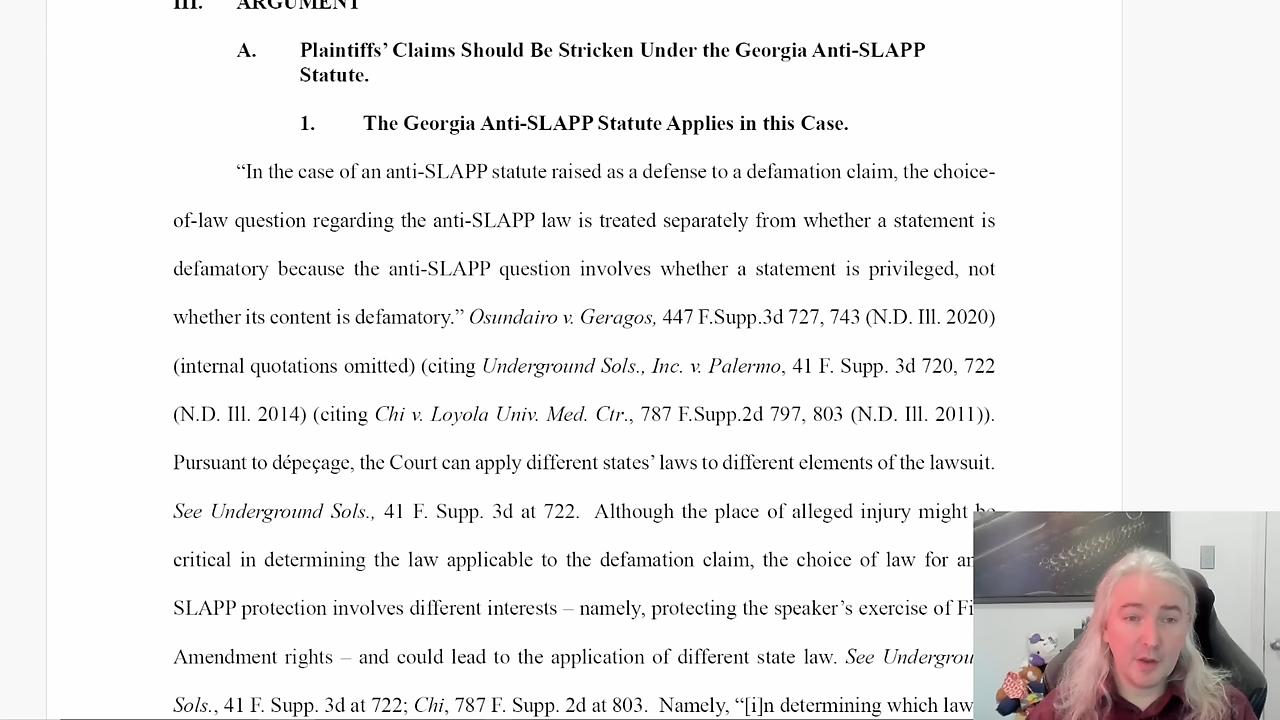 III. ARGUMENT
A. Plaintiffs’ Claims Should Be Stricken Under the Georgia Anti-SLAPP
Statute.
1. The Georgia Anti-SLAPP Statute Applies in this Case.
“In the case of an anti-SLAPP statute raised as a defense to a defamation claim, the choice-
of-law question regarding the anti-SLAPP law is treated separately from whether a statement is
defamatory because the anti-SLAPP question involves whether a statement is privileged, not
whether its content is defamatory.” Osundairo v. Geragos, 447 F.Supp.3d 727, 743 (N.D. Ill. 2020)
(internal quotations omitted) (citing Underground Sols., Inc. v. Palermo, 41 F. Supp. 3d 720, 722
(N.D. Ill. 2014) (citing Chi v. Loyola Univ. Med. Ctr., 787 F.Supp.2d 797, 803 (N.D. Ill. 2011)).
Pursuant to dépeçage, the Court can apply different states’ laws to different elements of the lawsuit.
See Underground Sols., 41 F. Supp. 3d at 722. Although the place of alleged injury might be
critical in determining the law applicable to the defamation claim, the choice of law for
SLAPP protection involves different interests – namely, protecting the speaker’s exercise of
Amendment rights – and could lead to the application of different state law. See
Sols., 41 F. Supp. 3d at 722; Chi, 787 F. Supp. 2d at 803. Namely, “[i]n determining which law